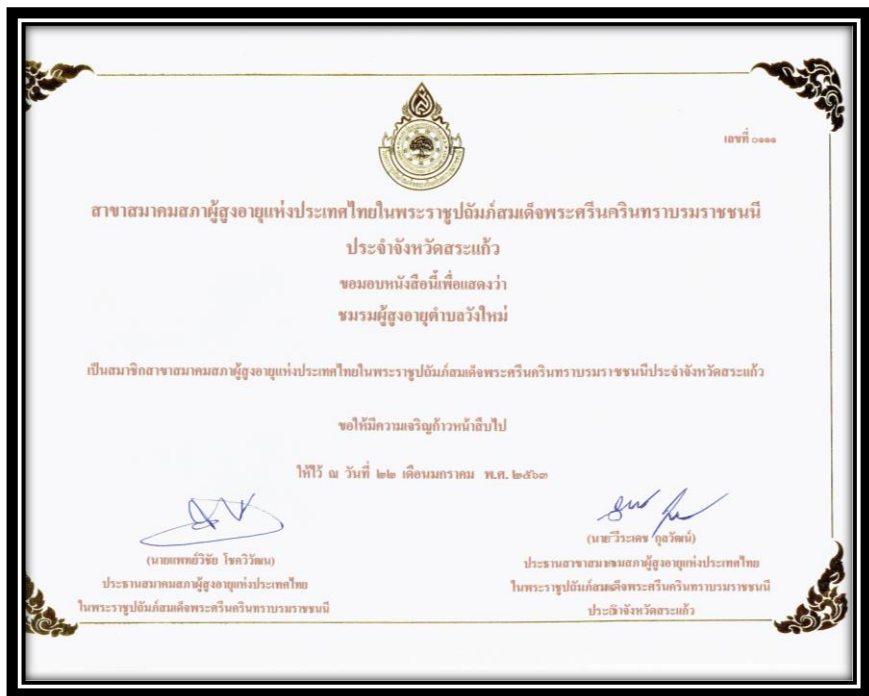 เลขที่ ๐๑๑๑
สาขาสมาคมสภาผู้สูงอายุแห่งประเทศไทยในพระราชูปถัมภ์สมเด็จพระศรีนครินทราบรมราชชนนี
ประจำจังหวัดสระแก้ว
ขอมอบหนังสือนี้เพื่อแสดงว่า
ชมรมผู้สูงอายุตำบลวังใหม่
เป็นสมาชิกสาขาสมาคมสภาผู้สูงอายุแห่งประเทศไทยในพระราชูปถัมภ์สมเด็จพระศรีนครินทราบรมราชชนนีประจำจังหวัดสระแก้ว
ขอให้มีความเจริญก้าวหน้าสืบไป
ให้ไว้ ณ วันที่ ๒๒ เดือนมกราคม พ.ศ. ๒๕๖๓
(นายแพทย์วิชัย โชควิวัฒน)
ประธานสมาคมสภาผู้สูงอายุแห่งประเทศไทย
ในพระราชูปถัมภ์สมเด็จพระศรีนครินทราบรมราชชนนี
(นายวีระเดช กุลวัฒน์)
ประธานสาขาสมาคมสภาผู้สูงอายุแห่งประเทศไทย
ในพระราชูปถัมภ์สมเด็จพระศรีนครินทราบรมราชชนนี
ประจำจังหวัดสระแก้ว